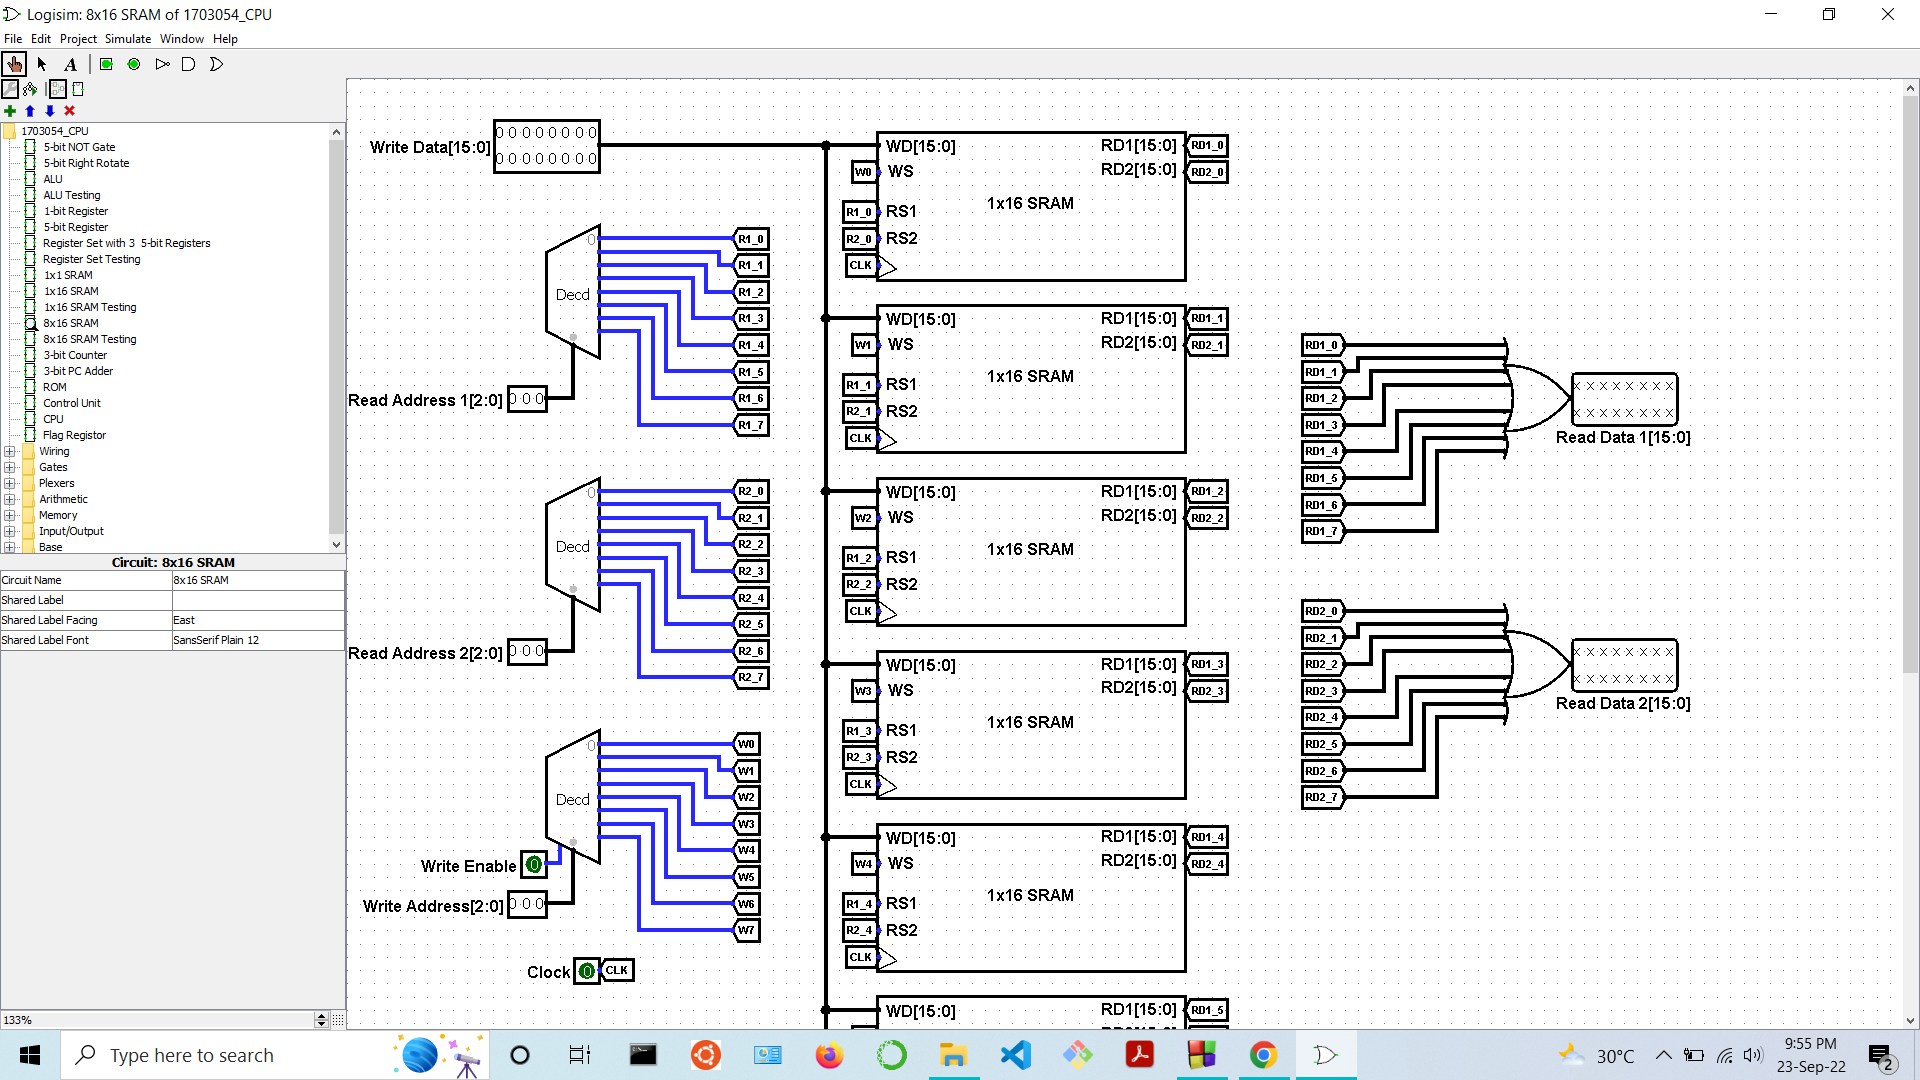 Logisim: 8x16 SRAM of 1703054_CPU
File Edit Project Simulate Window Help
A
1703054_CPU
5-bit NOT Gate
5-bit Right Rotate
ALU
ALU Testing
1-bit Register
5-bit Register
Register Set with 3 5-bit Registers
Register Set Testing
1x1 SRAM
1x16 SRAM
1x16 SRAM Testing
8x16 SRAM
8x16 SRAM Testing
3-bit Counter
3-bit PC Adder
ROM
Control Unit
CPU
Flag Registor
Wiring
Gates
Plexers
Arithmetic
Memory
Input/Output
Base
Circuit: 8x16 SRAM
Circuit Name 8x16 SRAM
Shared Label
Shared Label Facing East
Shared Label Font SansSerif Plain 12
133%
Write Data[15:0]
0 0 0 0 0 0 0 0
0 0 0 0 0 0 0 0
0
Decd
R1_0
R1_1
R1_2
R1_3
R1_4
R1_5
R1_6
R1_7
Read Address 1[2:0] 0 0 0
0
Decd
R2_0
R2_1
R2_2
R2_3
R2_4
R2_5
R2_6
R2_7
Read Address 2[2:0] 0 0 0
0
Decd
W0
W1
W2
W3
W4
W5
W6
W7
Write Enable 0
Write Address[2:0] 0 0 0
Clock 0 CLK
WD[15:0] RD1[15:0] RD1_0
W0 WS RD2[15:0] RD2_0
1x16 SRAM
R1_0 RS1
R2_0 RS2
CLK
WD[15:0] RD1[15:0] RD1_1
W1 WS RD2[15:0] RD2_1
1x16 SRAM
R1_1 RS1
R2_1 RS2
CLK
WD[15:0] RD1[15:0] RD1_2
W2 WS RD2[15:0] RD2_2
1x16 SRAM
R1_2 RS1
R2_2 RS2
CLK
WD[15:0] RD1[15:0] RD1_3
W3 WS RD2[15:0] RD2_3
1x16 SRAM
R1_3 RS1
R2_3 RS2
CLK
WD[15:0] RD1[15:0] RD1_4
W4 WS RD2[15:0] RD2_4
1x16 SRAM
R1_4 RS1
R2_4 RS2
CLK
WD[15:0] RD1[15:0] RD1_5
RD1_0
RD1_1
RD1_2
RD1_3
RD1_4
RD1_5
RD1_6
RD1_7
x x x x x x x x
x x x x x x x x
Read Data 1[15:0]
RD2_0
RD2_1
RD2_2
RD2_3
RD2_4
RD2_5
RD2_6
RD2_7
x x x x x x x x
x x x x x x x x
Read Data 2[15:0]
Type here to search
30°C
9:55 PM
23-Sep-22
2